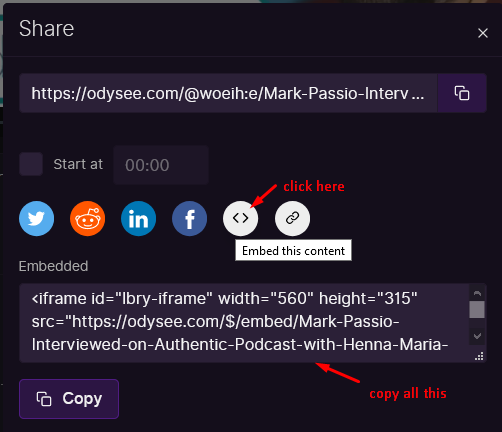 Share
https://odysee.com/@woeih:e/Mark-Passio-Interv ...
Start at
00:00
click here
Embed this content
Embedded
<iframe id="lbry-iframe" width="560" height="315"
src="https://odysee.com/$/embed/Mark-Passio-
Interviewed-on-Authentic-Podcast-with-Henna-Maria-
copy all this
Copy